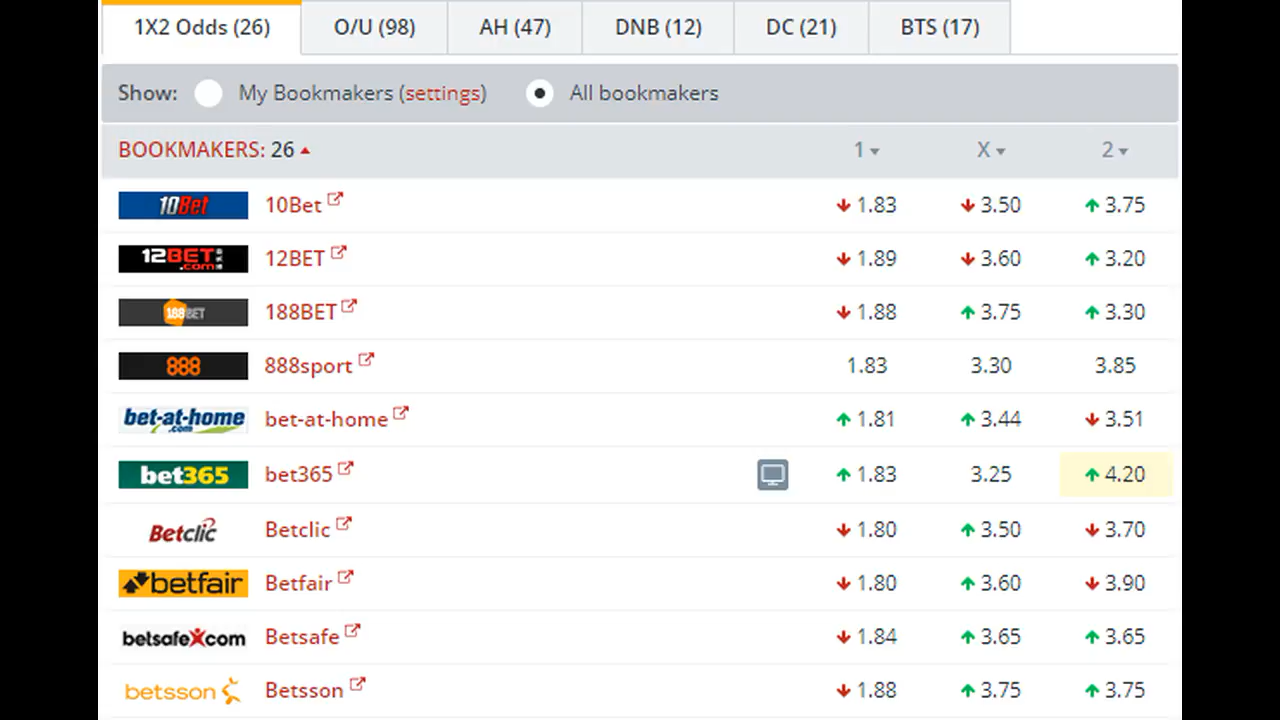 1X2 Odds (26) O/U (98) AH (47) DNB (12) DC (21) BTS (17)
Show: My Bookmakers (settings) All bookmakers
BOOKMAKERS: 26 1 X 2
10Bet 10Bet 1.83 3.50 3.75
12BET.com 12BET 1.89 3.60 3.20
188BET 188BET 1.88 3.75 3.30
888 888sport 1.83 3.30 3.85
bet-at-home.com bet-at-home 1.81 3.44 3.51
bet365 bet365 1.83 3.25 4.20
Betclic Betclic 1.80 3.50 3.70
betfair Betfair 1.80 3.60 3.90
betsafe.com Betsafe 1.84 3.65 3.65
betsson Betsson 1.88 3.75 3.75